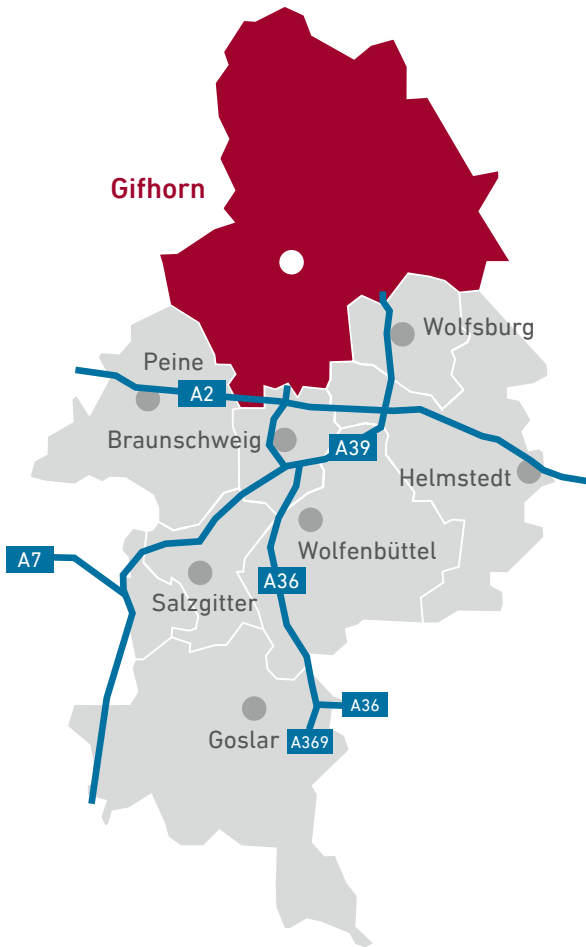 Gifhorn
Wolfsburg
Peine
A2
Braunschweig
A39
Helmstedt
Wolfenbüttel
A7
A36
Salzgitter
A36
Goslar
A369